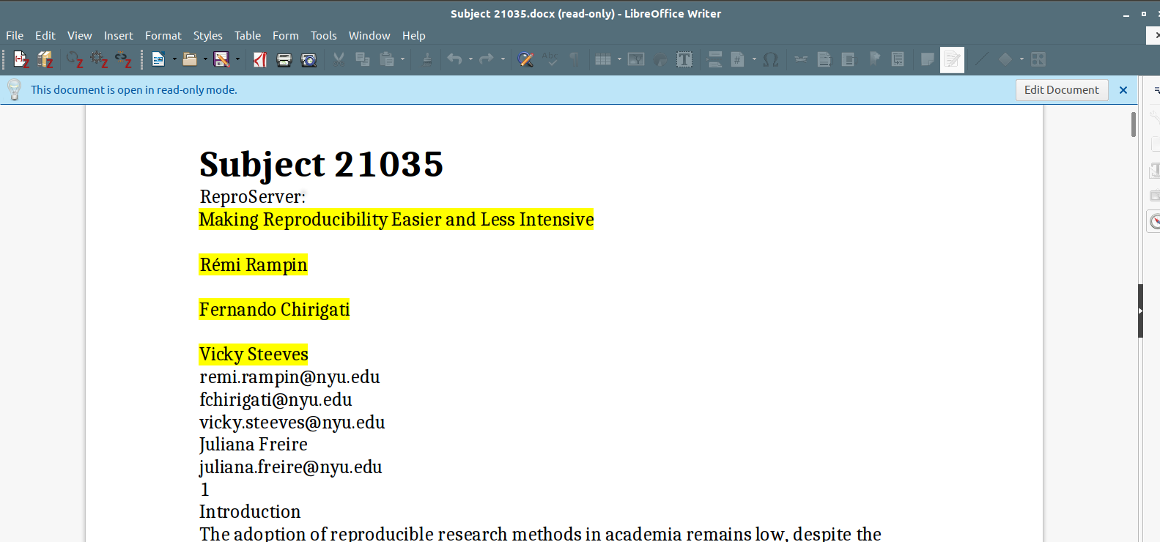 Subject 21035.docx (read-only) - LibreOffice Writer
File Edit View Insert Format Styles Table Form Tools Window Help
This document is open in read-only mode.
Edit Document
Subject 21035
ReproServer:
Making Reproducibility Easier and Less Intensive
Rémi Rampin
Fernando Chirigati
Vicky Steeves
remi.rampin@nyu.edu
fchirigati@nyu.edu
vicky.steeves@nyu.edu
Juliana Freire
juliana.freire@nyu.edu
1
Introduction
The adoption of reproducible research methods in academia remains low, despite the